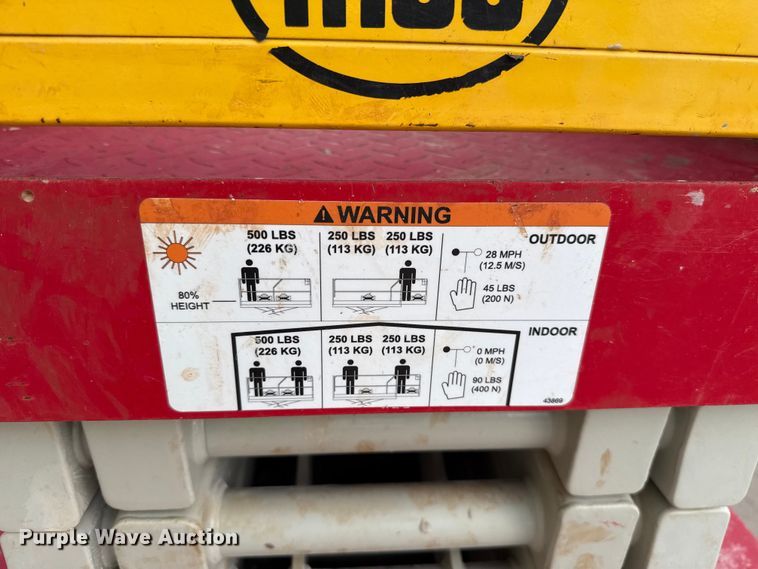 WARNING
500 LBS
(226 KG)
250 LBS 250 LBS
(113 KG) (113 KG)
OUTDOOR
28 MPH
(12.5 M/S)
80%
HEIGHT
45 LBS
(200 N)
INDOOR
500 LBS
(226 KG)
250 LBS 250 LBS
(113 KG) (113 KG)
0 MPH
(0 M/S)
90 LBS
(400 N)
43869
Purple Wave Auction